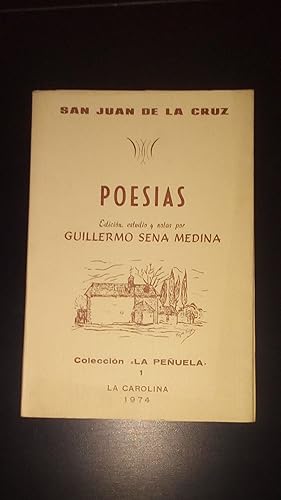 SAN JUAN DE LA CRUZ
POESIAS
Edición, estudio y notas por
GUILLERMO SENA MEDINA
Colección «LA PEÑUELA»
1
LA CAROLINA
1974